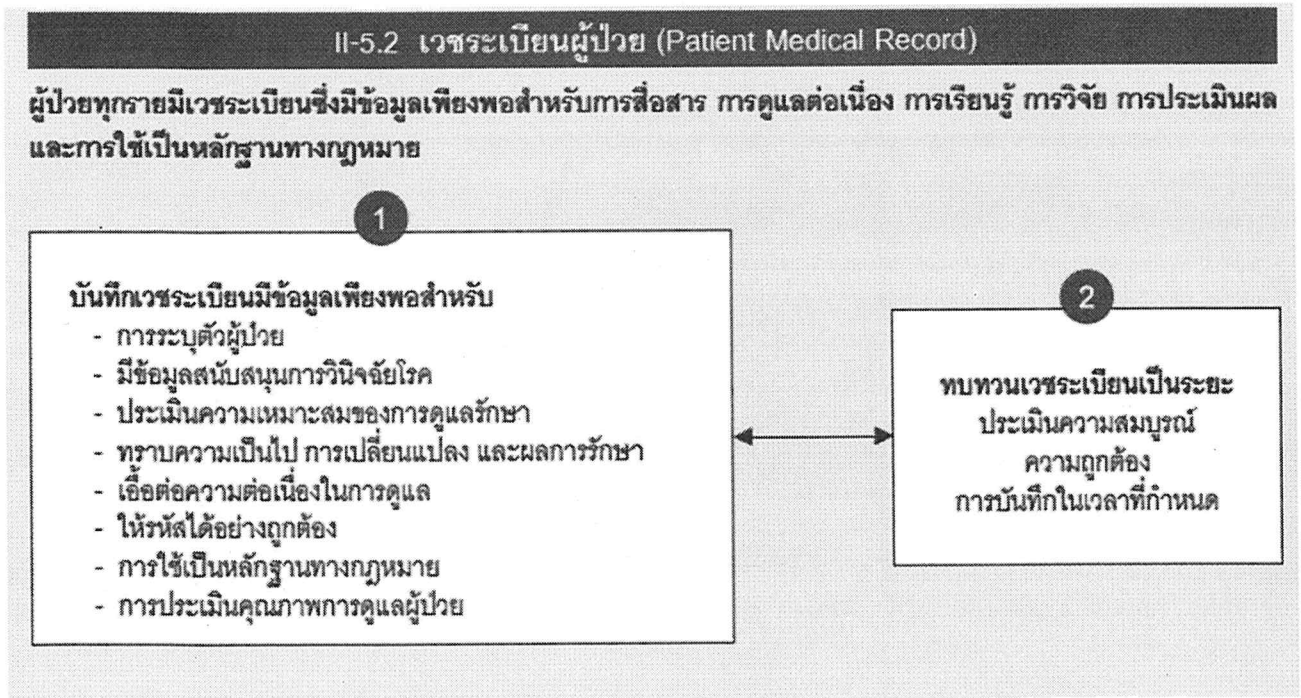 II-5.2 เวชระเบียนผู้ป่วย (Patient Medical Record)
ผู้ป่วยทุกรายมีเวชระเบียนซึ่งมีข้อมูลเพียงพอสำหรับการสื่อสาร การดูแลต่อเนื่อง การเรียนรู้ การวิจัย การประเมินผล
และการใช้เป็นหลักฐานทางกฎหมาย
1
บันทึกเวชระเบียนมีข้อมูลเพียงพอสำหรับ
- การระบุตัวผู้ป่วย
- มีข้อมูลสนับสนุนการวินิจฉัยโรค
- ประเมินความเหมาะสมของการดูแลรักษา
- ทราบความเป็นไป การเปลี่ยนแปลง และผลการรักษา
- เอื้อต่อความต่อเนื่องในการดูแล
- ให้รหัสได้อย่างถูกต้อง
- การใช้เป็นหลักฐานทางกฎหมาย
- การประเมินคุณภาพการดูแลผู้ป่วย
2
ทบทวนเวชระเบียนเป็นระยะ
ประเมินความสมบูรณ์
ความถูกต้อง
การบันทึกในเวลาที่กำหนด